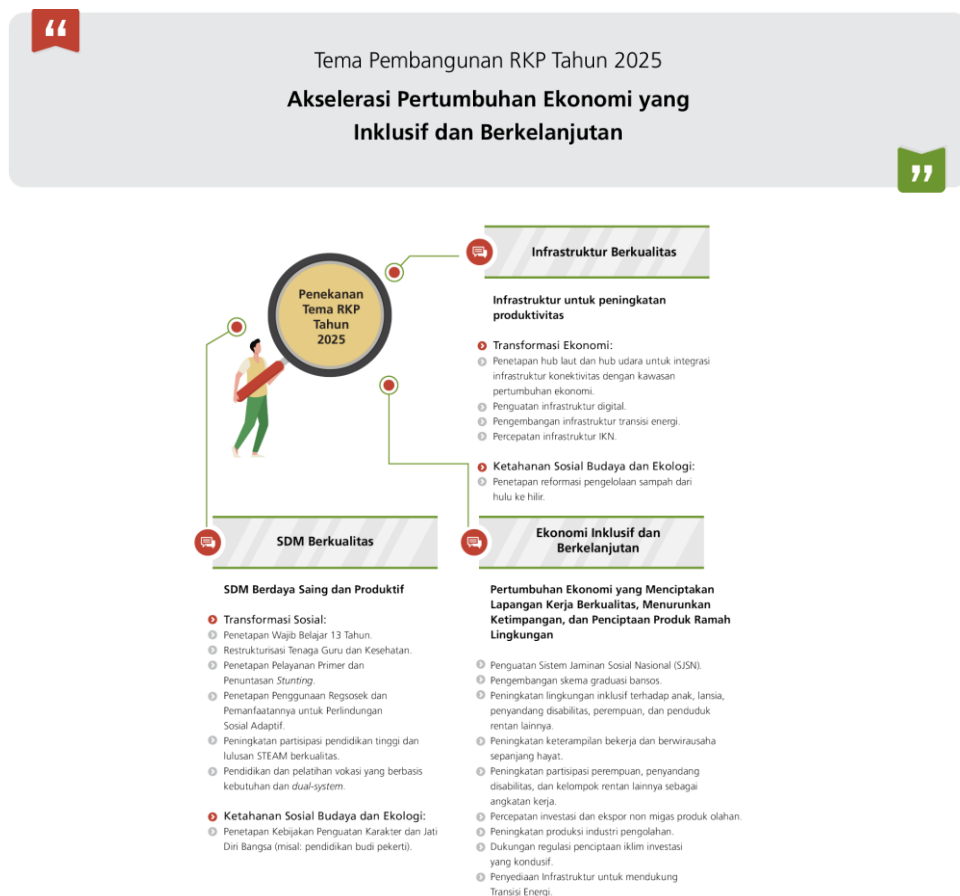 Tema Pembangunan RKP Tahun 2025
Akselerasi Pertumbuhan Ekonomi yang
Inklusif dan Berkelanjutan
Penekanan
Tema RKP
Tahun
2025
Infrastruktur Berkualitas
Infrastruktur untuk peningkatan
produktivitas
Transformasi Ekonomi:
Penetapan hub laut dan hub udara untuk integrasi
infrastruktur konektivitas dengan kawasan
pertumbuhan ekonomi.
Penguatan infrastruktur digital.
Pengembangan infrastruktur transisi energi.
Percepatan infrastruktur IKN.
Ketahanan Sosial Budaya dan Ekologi:
Penetapan reformasi pengelolaan sampah dari
hulu ke hilir.
SDM Berkualitas
SDM Berdaya Saing dan Produktif
Transformasi Sosial:
Penetapan Wajib Belajar 13 Tahun.
Restrukturisasi Tenaga Guru dan Kesehatan.
Penetapan Pelayanan Primer dan
Penuntasan Stunting.
Penetapan Penggunaan Regsosek dan
Pemanfaatannya untuk Perlindungan
Sosial Adaptif.
Peningkatan partisipasi pendidikan tinggi dan
lulusan STEAM berkualitas.
Pendidikan dan pelatihan vokasi yang berbasis
kebutuhan dan dual-system.
Ketahanan Sosial Budaya dan Ekologi:
Penetapan Kebijakan Penguatan Karakter dan Jati
Diri Bangsa (misal: pendidikan budi pekerti).
Ekonomi Inklusif dan
Berkelanjutan
Pertumbuhan Ekonomi yang Menciptakan
Lapangan Kerja Berkualitas, Menurunkan
Ketimpangan, dan Penciptaan Produk Ramah
Lingkungan
Penguatan Sistem Jaminan Sosial Nasional (SJSN).
Pengembangan skema graduasi bansos.
Peningkatan lingkungan inklusif terhadap anak, lansia,
penyandang disabilitas, perempuan, dan penduduk
rentan lainnya.
Peningkatan keterampilan bekerja dan berwirausaha
sepanjang hayat.
Peningkatan partisipasi perempuan, penyandang
disabilitas, dan kelompok rentan lainnya sebagai
angkatan kerja.
Percepatan investasi dan ekspor non migas produk olahan.
Peningkatan produksi industri pengolahan.
Dukungan regulasi penciptaan iklim investasi
yang kondusif.
Penyediaan Infrastruktur untuk mendukung
Transisi Energi.